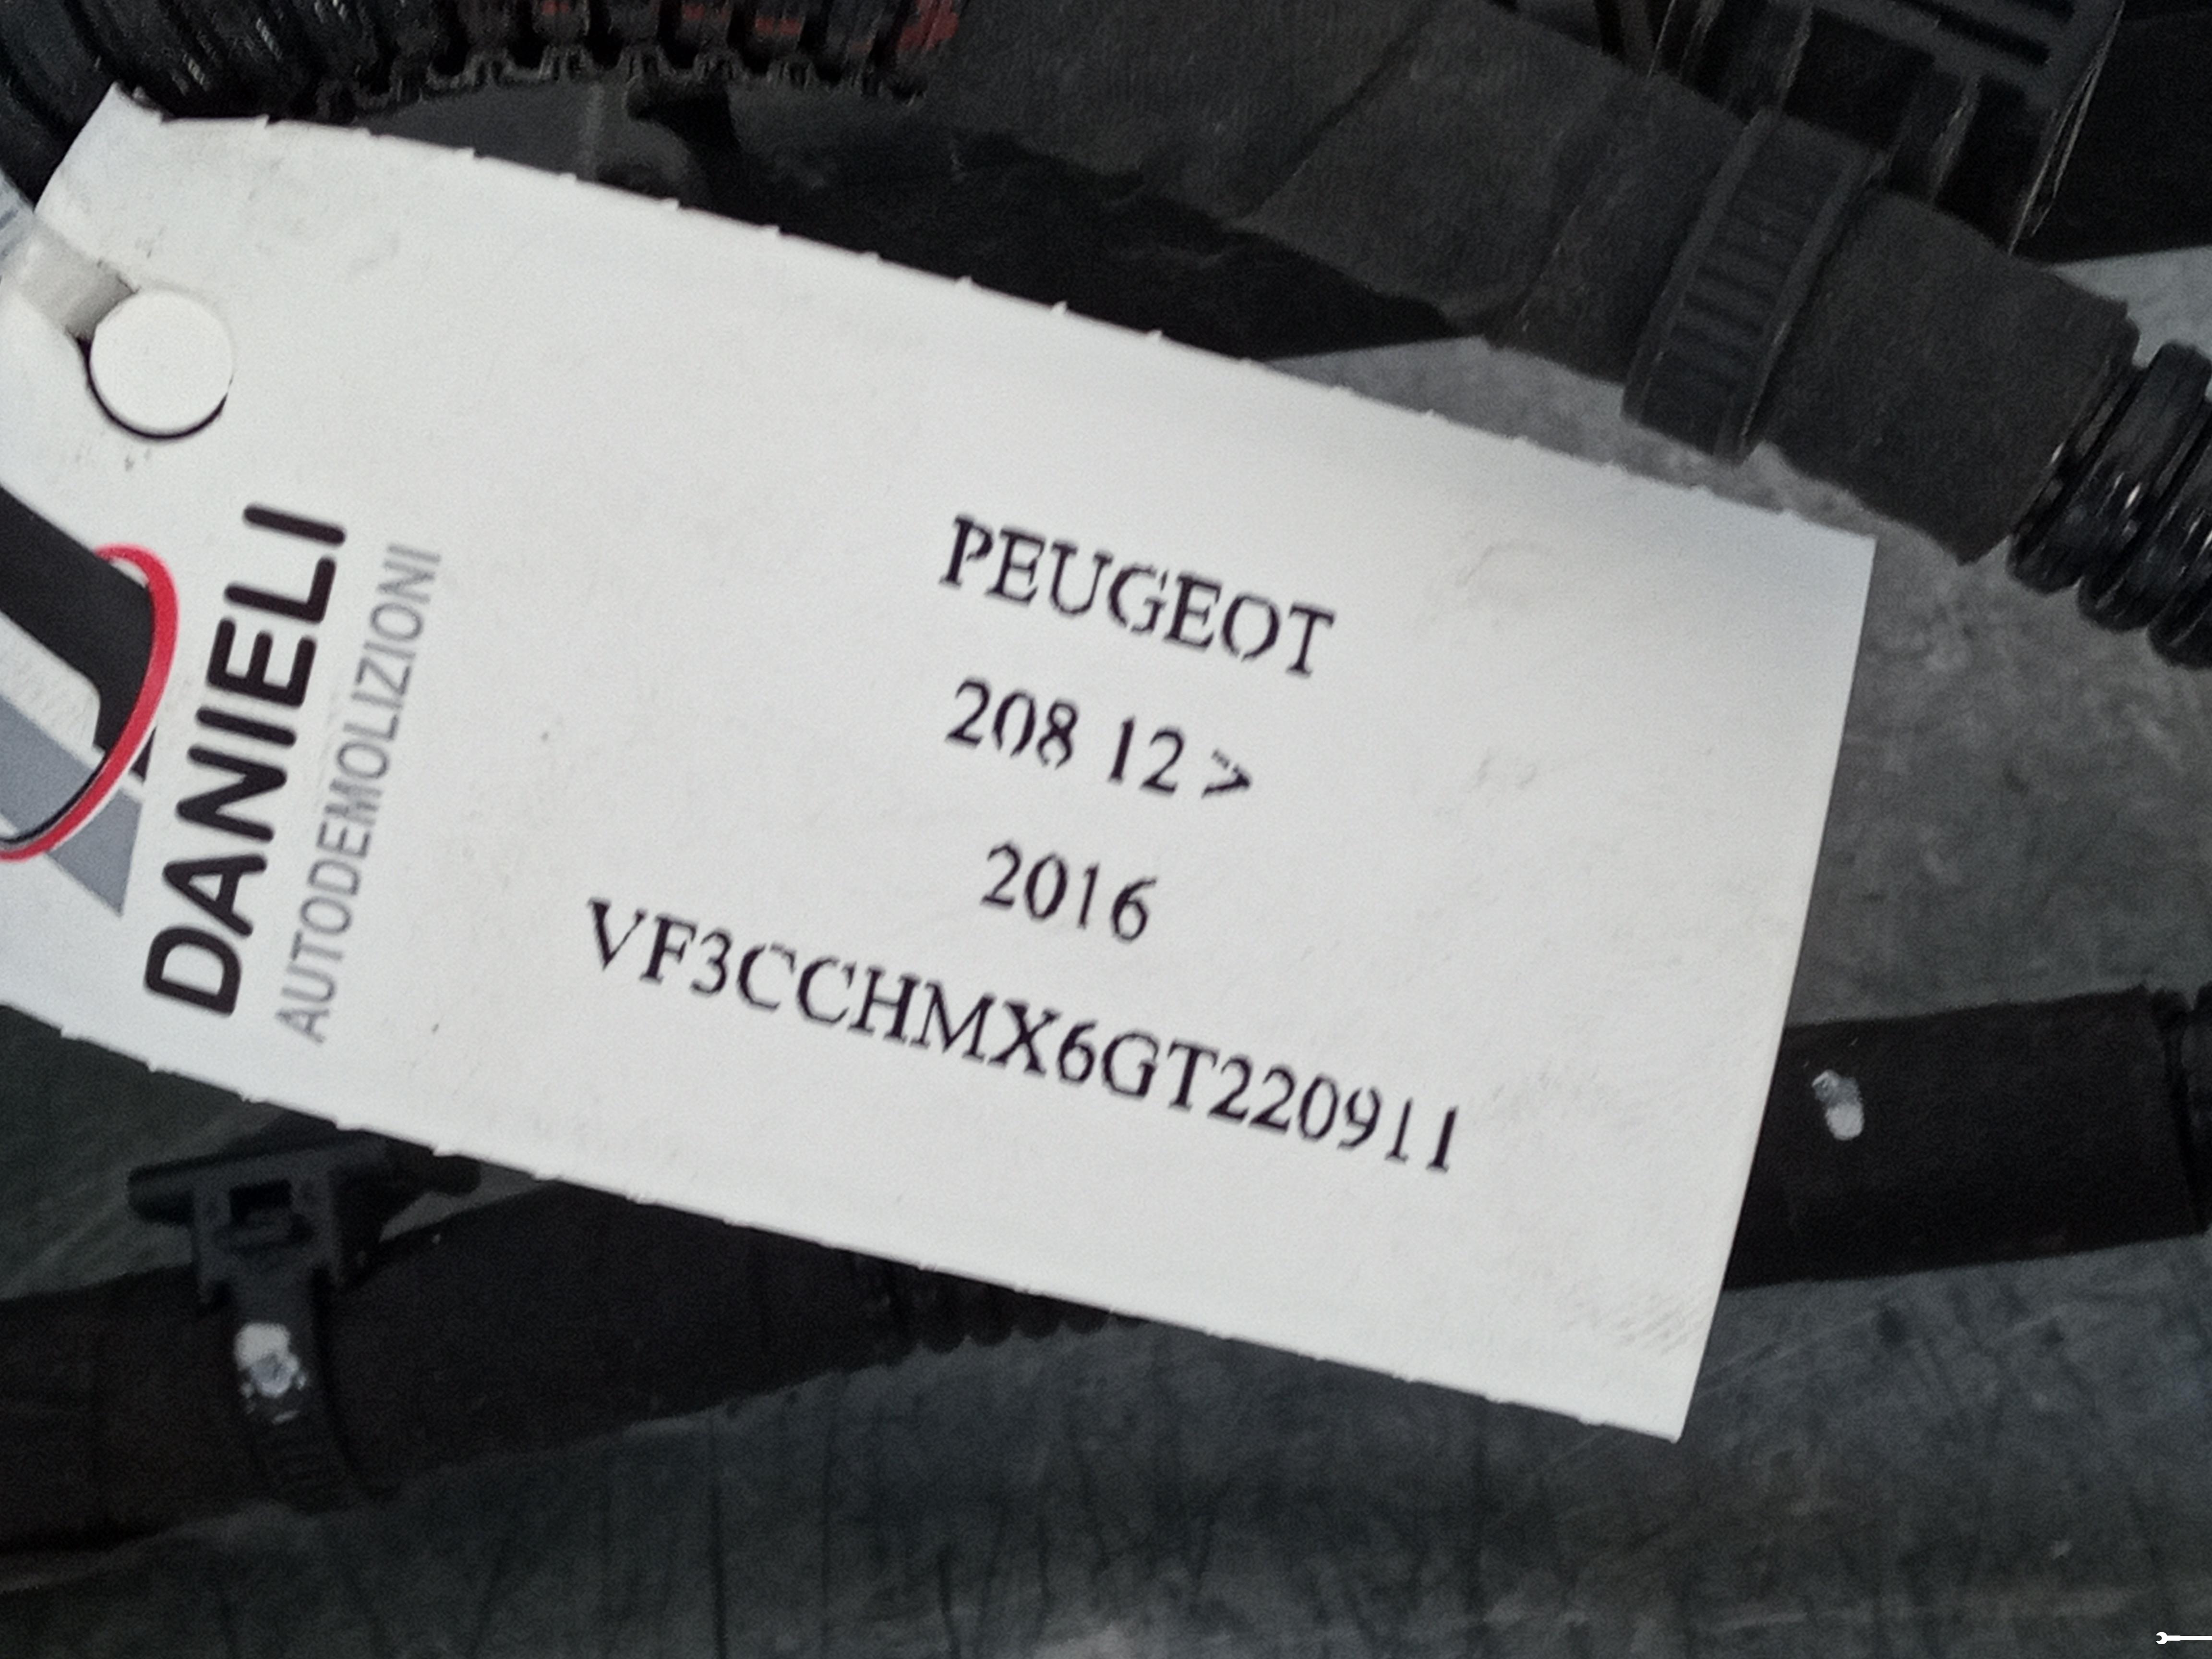 DANIELI
AUTODEMOLIZIONI
PEUGEOT
208 12 >
2016
VF3CCHMX6GT220911